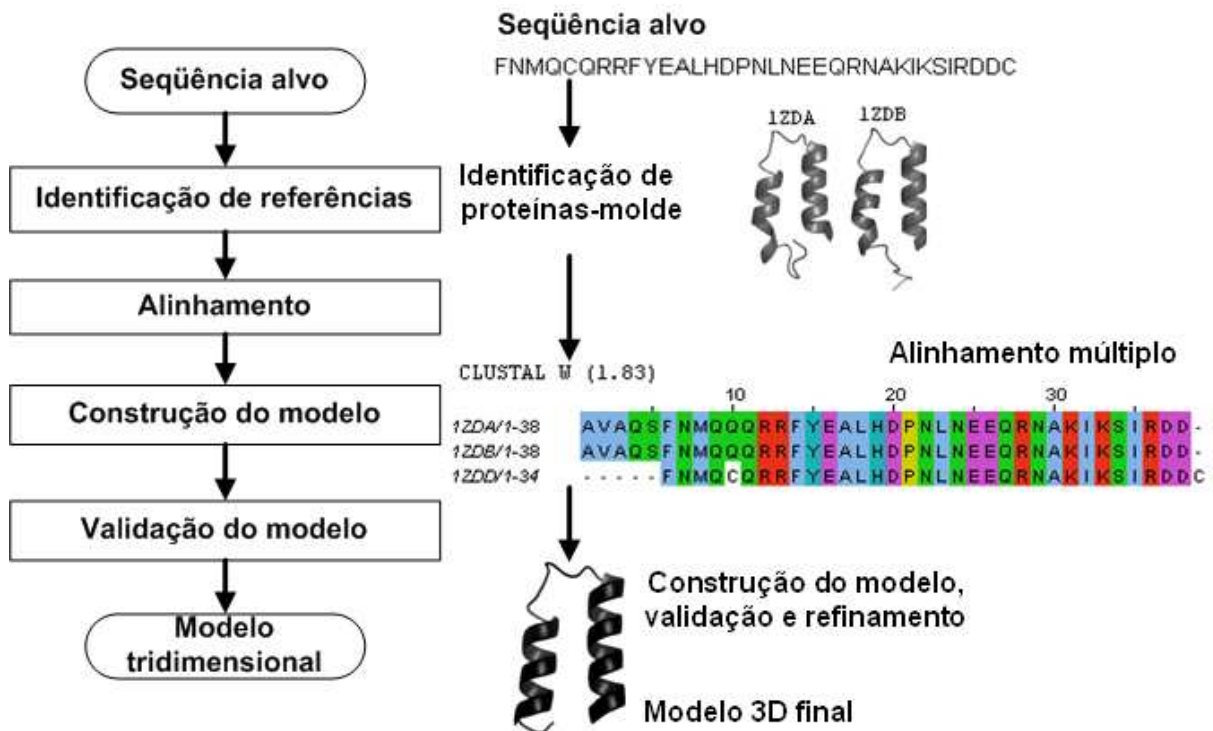 Seqüência alvo
Identificação de referências
Alinhamento
Construção do modelo
Validação do modelo
Modelo
tridimensional
Seqüência alvo
FNMQCQRRFYEALHDPNLNEEQRNAKIKSIRDDC
1ZDA 1ZDB
Identificação de
proteínas-molde
Alinhamento múltiplo
CLUSTAL W (1.83)
10 20 30
1ZDA/1-38 AVAQSFNMQQQRRFYEALHDPNLNEEQRNAKIKSIRDD-
1ZDB/1-38 AVAQSFNMQQQRRFYEALHDPNLNEEQRNAKIKSIRDD-
1ZDD/1-34 -----FNMQCQRRFYEALHDPNLNEEQRNAKIKSIRDDC
Construção do modelo,
validação e refinamento
Modelo 3D final